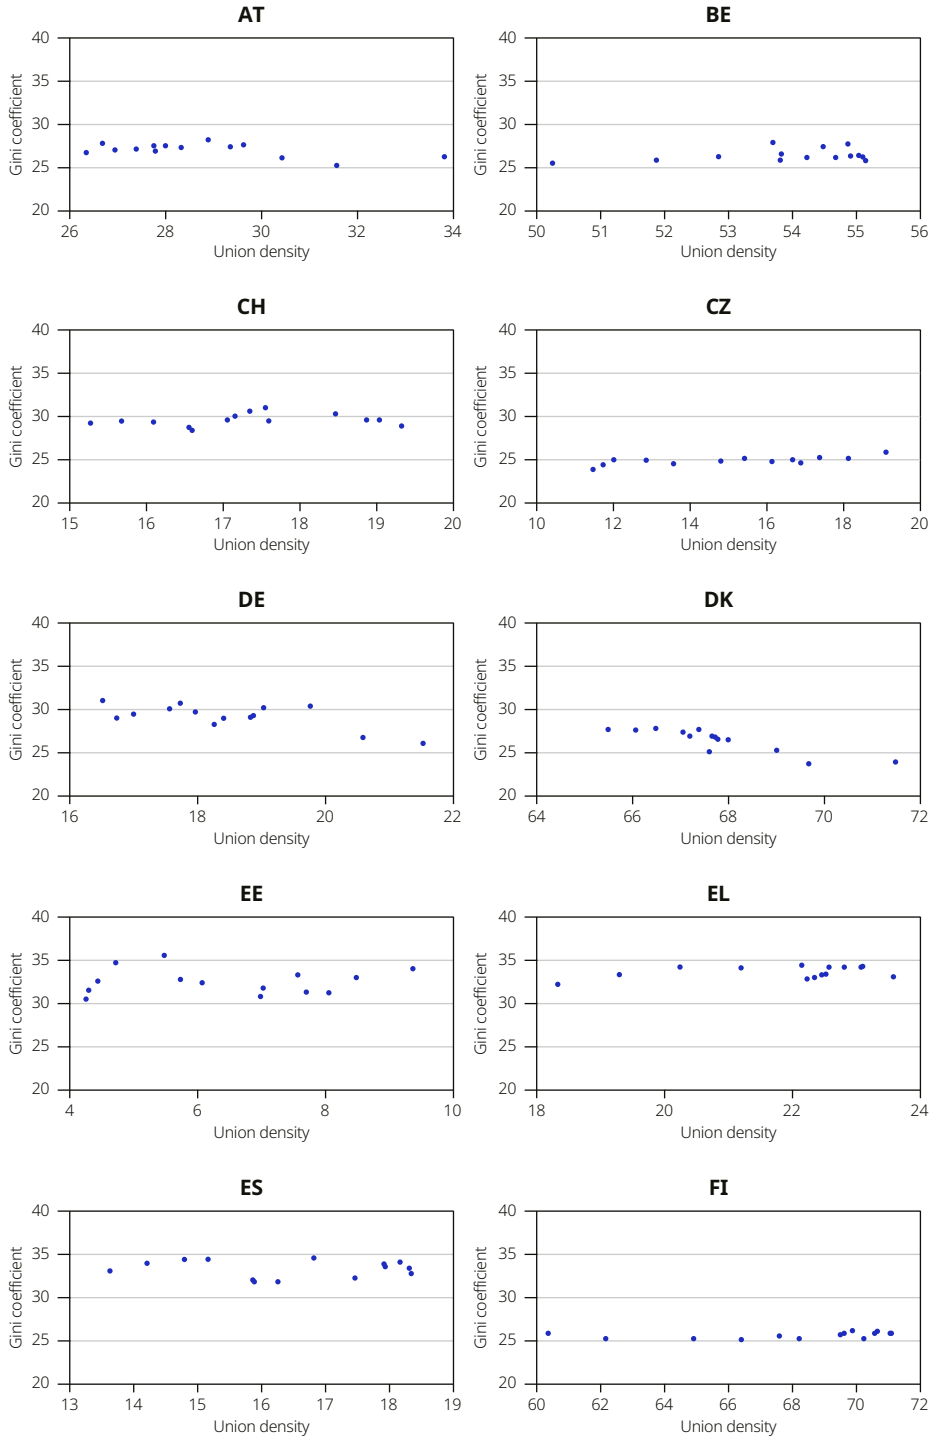 AT
Gini coefficient
40
35
30
25
20
26 28 30 32 34
Union density
BE
Gini coefficient
40
35
30
25
20
50 51 52 53 54 55 56
Union density
CH
Gini coefficient
40
35
30
25
20
15 16 17 18 19 20
Union density
CZ
Gini coefficient
40
35
30
25
20
10 12 14 16 18 20
Union density
DE
Gini coefficient
40
35
30
25
20
16 18 20 22
Union density
DK
Gini coefficient
40
35
30
25
20
64 66 68 70 72
Union density
EE
Gini coefficient
40
35
30
25
20
4 6 8 10
Union density
EL
Gini coefficient
40
35
30
25
20
18 20 22 24
Union density
ES
Gini coefficient
40
35
30
25
20
13 14 15 16 17 18 19
Union density
FI
Gini coefficient
40
35
30
25
20
60 62 64 66 68 70 72
Union density